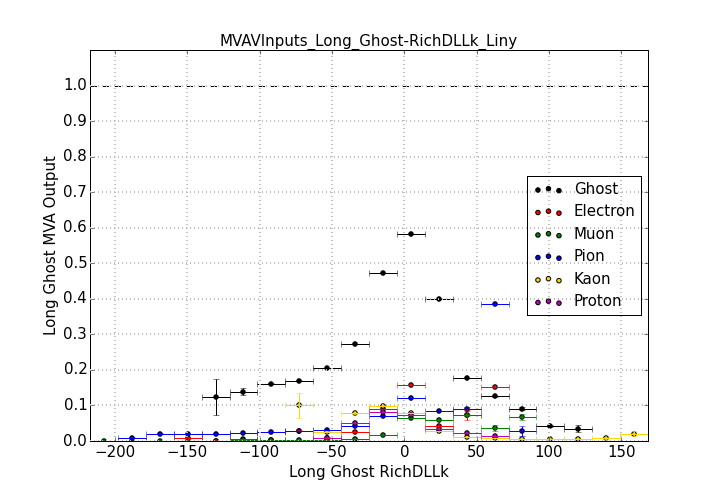 MVAVInputs_Long_Ghost-RichDLLk_Liny
1.0
0.9
0.8
0.7
0.6
0.5
0.4
0.3
0.2
0.1
0.0
Long Ghost MVA Output
Ghost
Electron
Muon
Pion
Kaon
Proton
−200 −150 −100 −50 0 50 100 150
Long Ghost RichDLLk